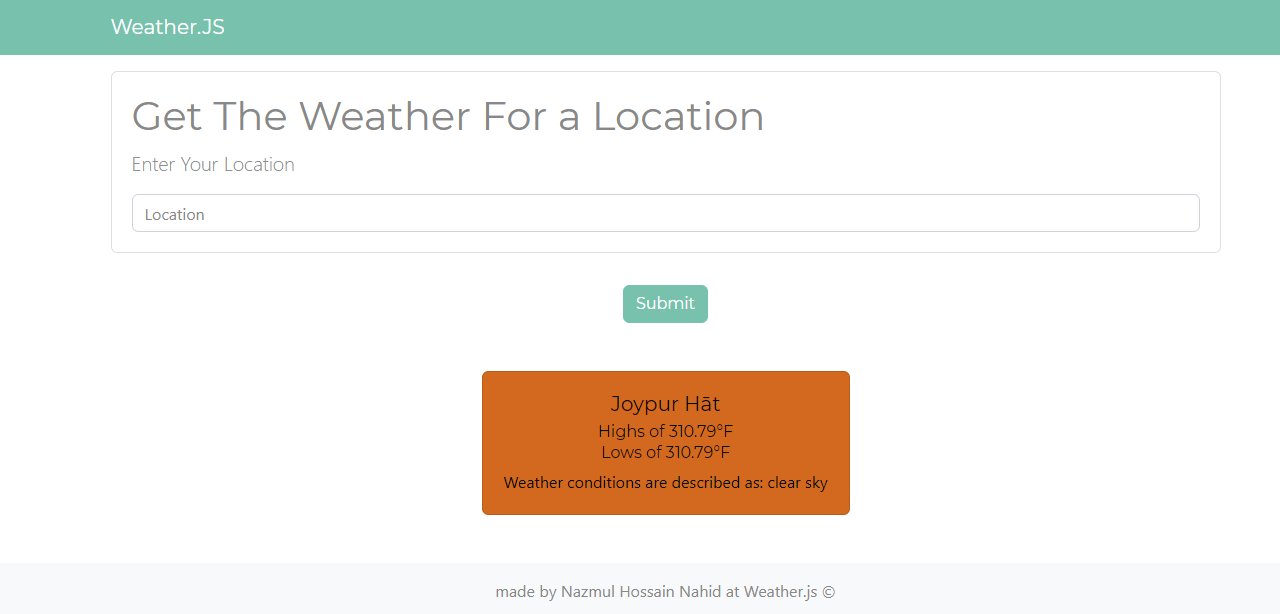 Weather.JS
Get The Weather For a Location
Enter Your Location
Location
Submit
Joypur Hāt
Highs of 310.79°F
Lows of 310.79°F
Weather conditions are described as: clear sky
made by Nazmul Hossain Nahid at Weather.js ©